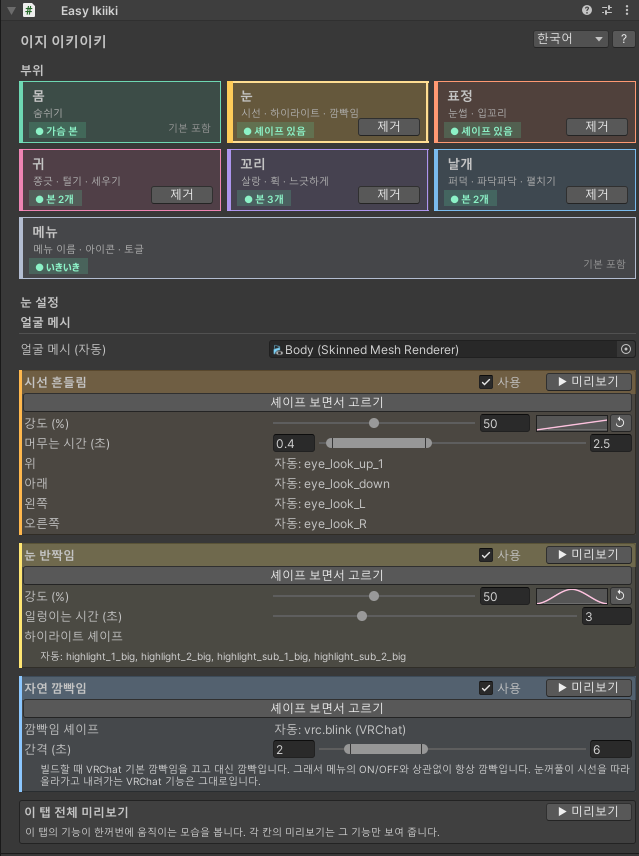 Easy Ikiiki
이지 이키이키
한국어
?
부위
몸
숨쉬기
가슴 본
기본 포함
눈
시선 · 하이라이트 · 깜빡임
셰이프 있음
제거
표정
눈썹 · 입꼬리
셰이프 있음
제거
귀
쫑긋 · 털기 · 세우기
본 2개
제거
꼬리
살랑 · 휙 · 느긋하게
본 3개
제거
날개
퍼덕 · 파닥파닥 · 펼치기
본 2개
제거
메뉴
메뉴 이름 · 아이콘 · 토글
いきいき
기본 포함
눈 설정
얼굴 메시
얼굴 메시 (자동) Body (Skinned Mesh Renderer)
시선 흔들림 사용 ▶ 미리보기
셰이프 보면서 고르기
강도 (%) 50
머무는 시간 (초) 0.4 2.5
위 자동: eye_look_up_1
아래 자동: eye_look_down
왼쪽 자동: eye_look_L
오른쪽 자동: eye_look_R
눈 반짝임 사용 ▶ 미리보기
셰이프 보면서 고르기
강도 (%) 50
일렁이는 시간 (초) 3
하이라이트 셰이프
자동: highlight_1_big, highlight_2_big, highlight_sub_1_big, highlight_sub_2_big
자연 깜빡임 사용 ▶ 미리보기
셰이프 보면서 고르기
깜빡임 셰이프 자동: vrc.blink (VRChat)
간격 (초) 2 6
빌드할 때 VRChat 기본 깜빡임을 끄고 대신 깜빡입니다. 그래서 메뉴의 ON/OFF와 상관없이 항상 깜빡입니다. 눈꺼풀이 시선을 따라
올라가고 내려가는 VRChat 기능은 그대로입니다.
이 탭 전체 미리보기 ▶ 미리보기
이 탭의 기능이 한꺼번에 움직이는 모습을 봅니다. 각 칸의 미리보기는 그 기능만 보여 줍니다.